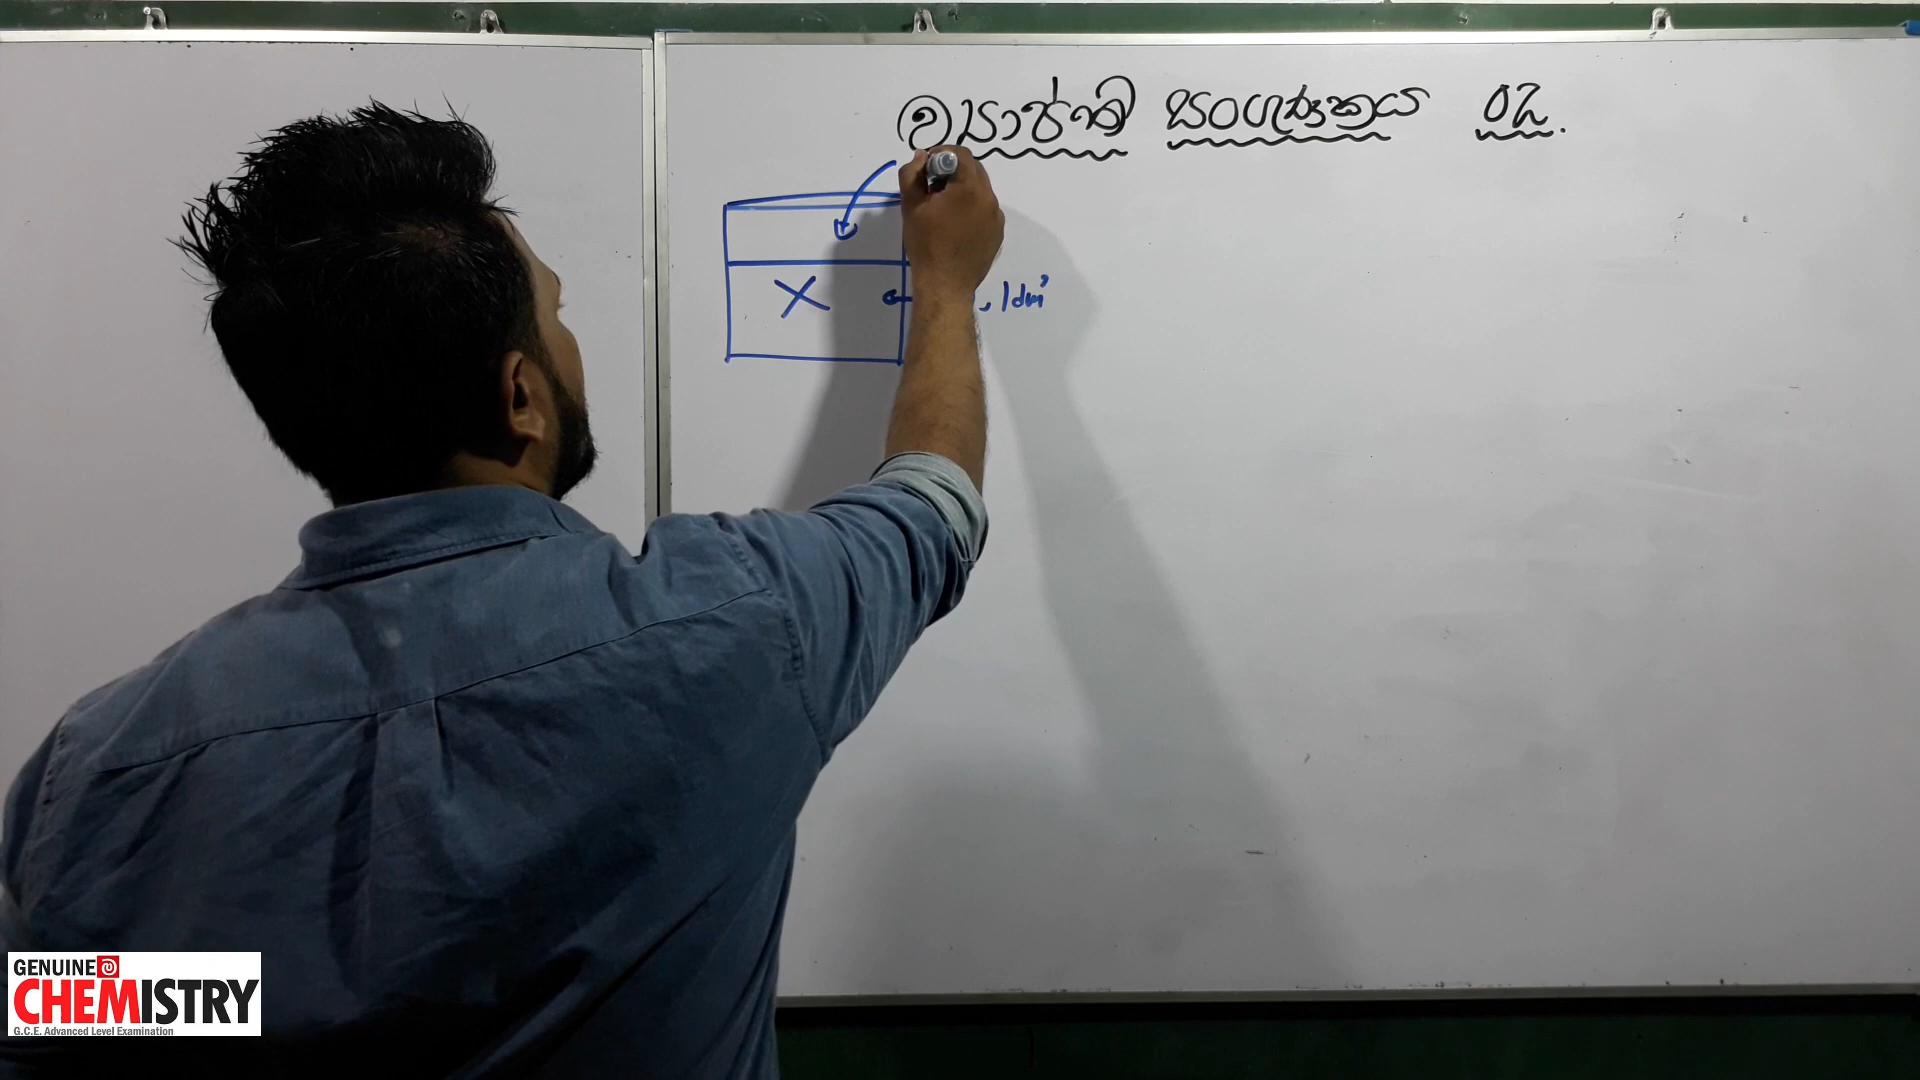 ව්‍යාප්ති සංගුණකය 02.
X
, 1dm³
GENUINE
CHEMISTRY
G.C.E. Advanced Level Examination